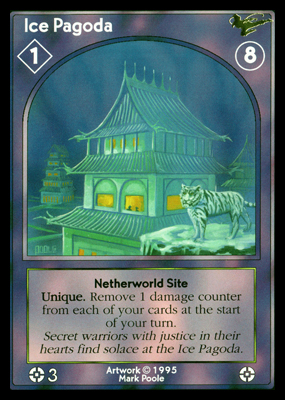 Ice Pagoda
1
8
Netherworld Site
Unique. Remove 1 damage counter
from each of your cards at the start
of your turn.
Secret warriors with justice in their
hearts find solace at the Ice Pagoda.
3
Artwork © 1995
Mark Poole